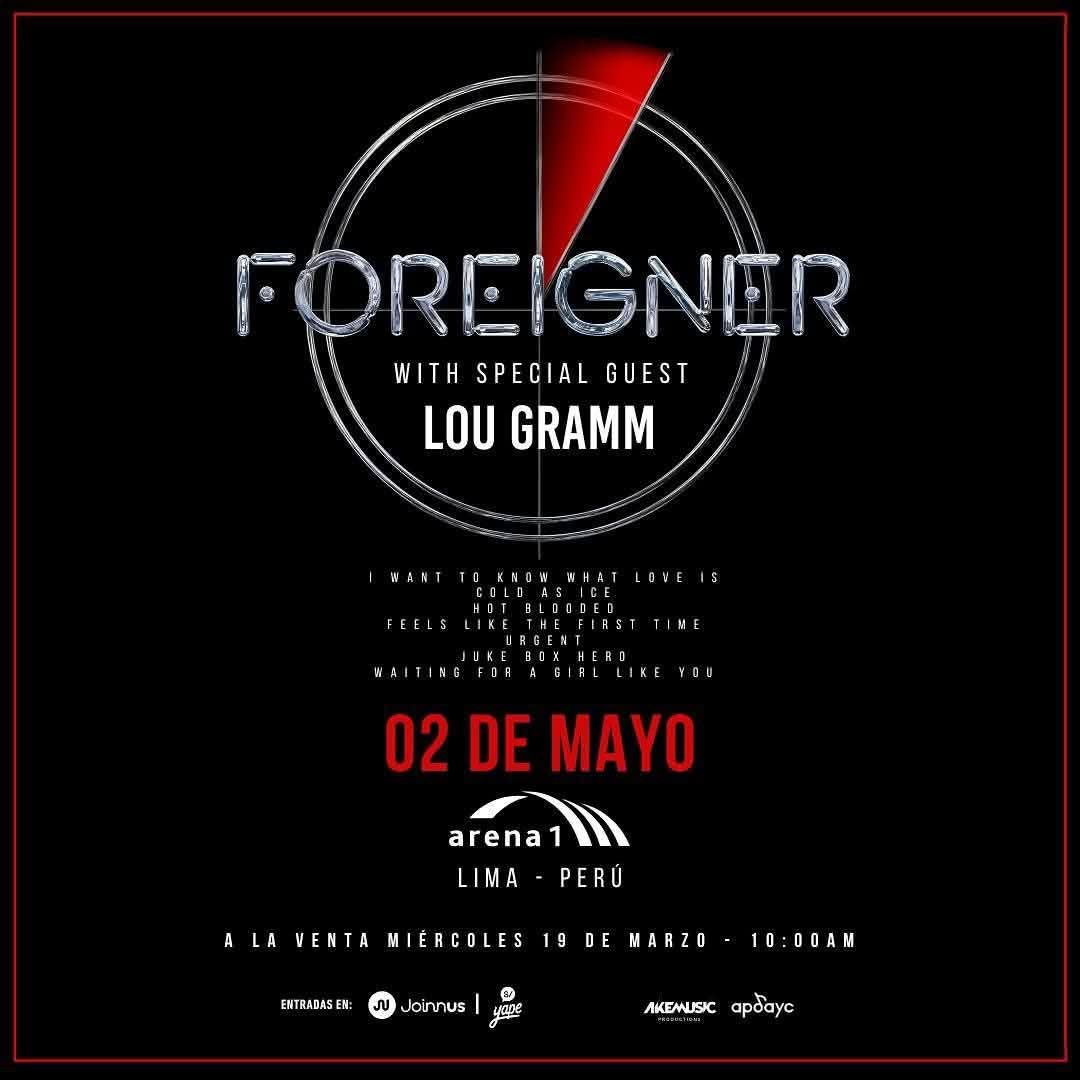 FOREIGNER
WITH SPECIAL GUEST
LOU GRAMM
I WANT TO KNOW WHAT LOVE IS
COLD AS ICE
HOT BLOODED
FEELS LIKE THE FIRST TIME
URGENT
JUKE BOX HERO
WAITING FOR A GIRL LIKE YOU
02 DE MAYO
arena1
LIMA - PERÚ
A LA VENTA MIÉRCOLES 19 DE MARZO - 10:00AM
ENTRADAS EN: JN Joinnus | S/ yape AKEMUSIC PRODUCTIONS apdayc